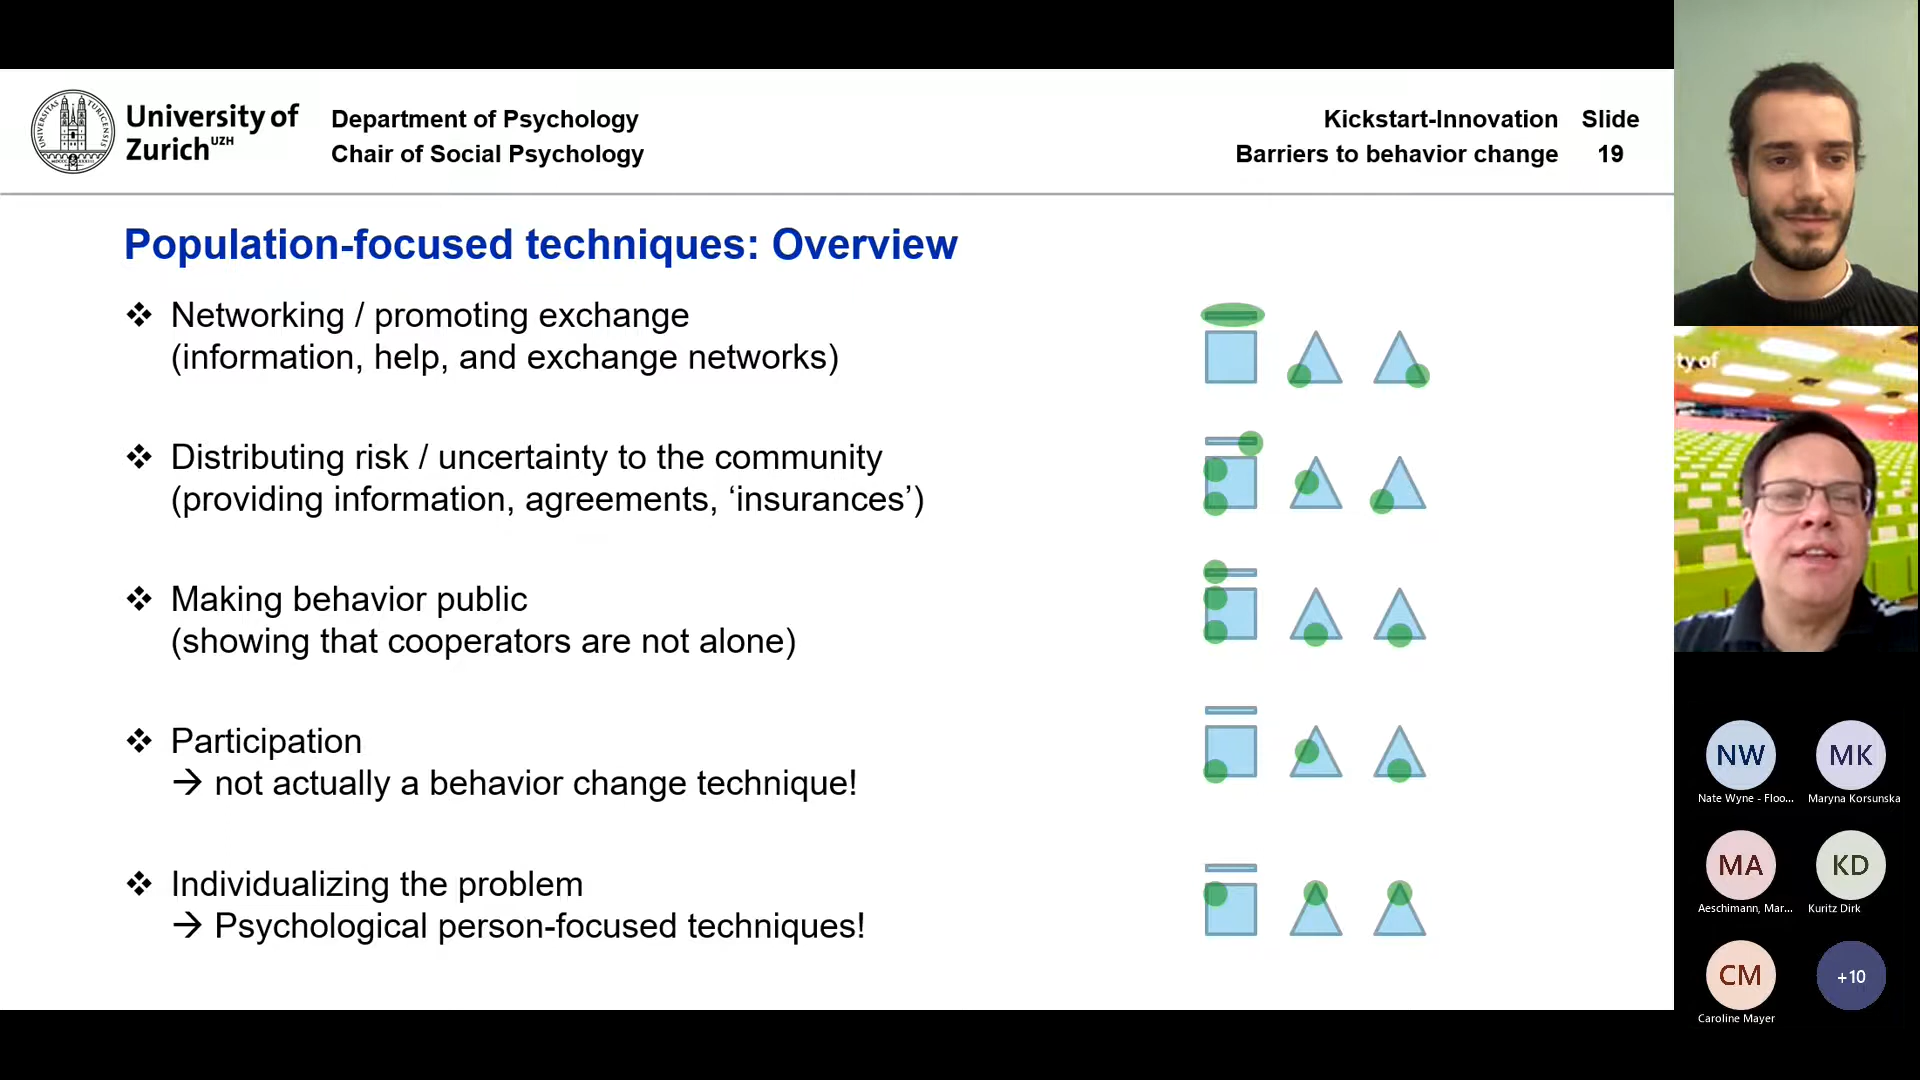 University of
Zurich UZH
Department of Psychology
Chair of Social Psychology
Kickstart-Innovation Slide
Barriers to behavior change 19
Population-focused techniques: Overview
❖ Networking / promoting exchange
(information, help, and exchange networks)
❖ Distributing risk / uncertainty to the community
(providing information, agreements, ‘insurances’)
❖ Making behavior public
(showing that cooperators are not alone)
❖ Participation
→ not actually a behavior change technique!
❖ Individualizing the problem
→ Psychological person-focused techniques!
ty of
NW
Nate Wyne - Floo...
MK
Maryna Korsunska
MA
Aeschimann, Mar...
KD
Kuritz Dirk
CM
Caroline Mayer
+10